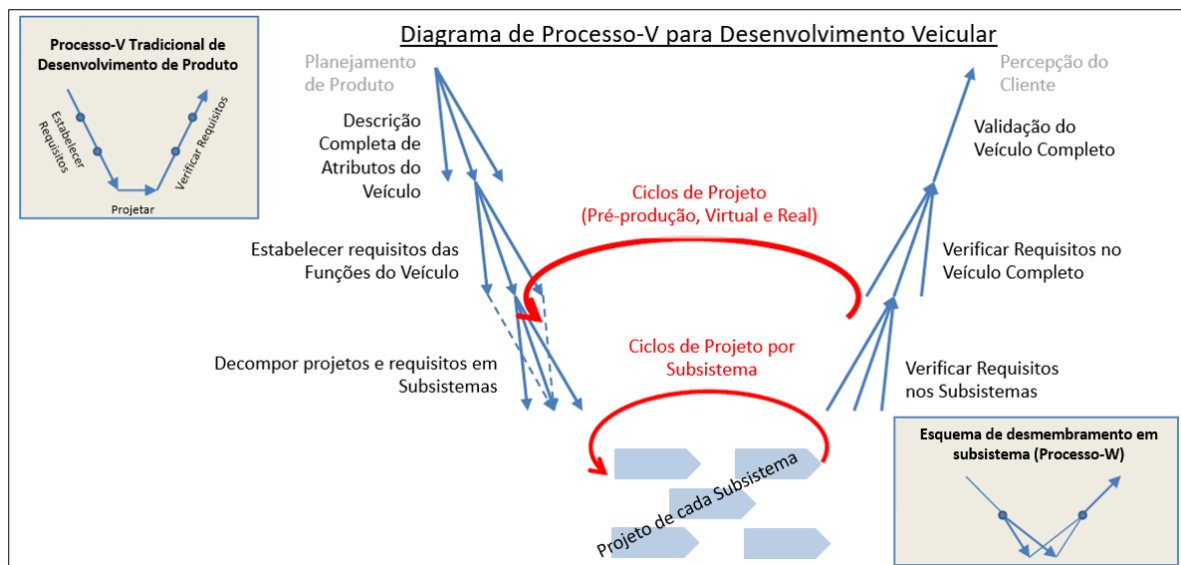 Processo-V Tradicional de
Desenvolvimento de Produto
Estabelecer
Requisitos
Verificar Requisitos
Projetar
Diagrama de Processo-V para Desenvolvimento Veicular
Planejamento
de Produto
Percepção do
Cliente
Descrição
Completa de
Atributos do
Veículo
Validação do
Veículo Completo
Ciclos de Projeto
(Pré-produção, Virtual e Real)
Estabelecer requisitos das
Funções do Veículo
Verificar Requisitos no
Veículo Completo
Ciclos de Projeto por
Subsistema
Decompor projetos e requisitos em
Subsistemas
Verificar Requisitos
nos Subsistemas
Projeto de cada Subsistema
Esquema de desmembramento em
subsistema (Processo-W)